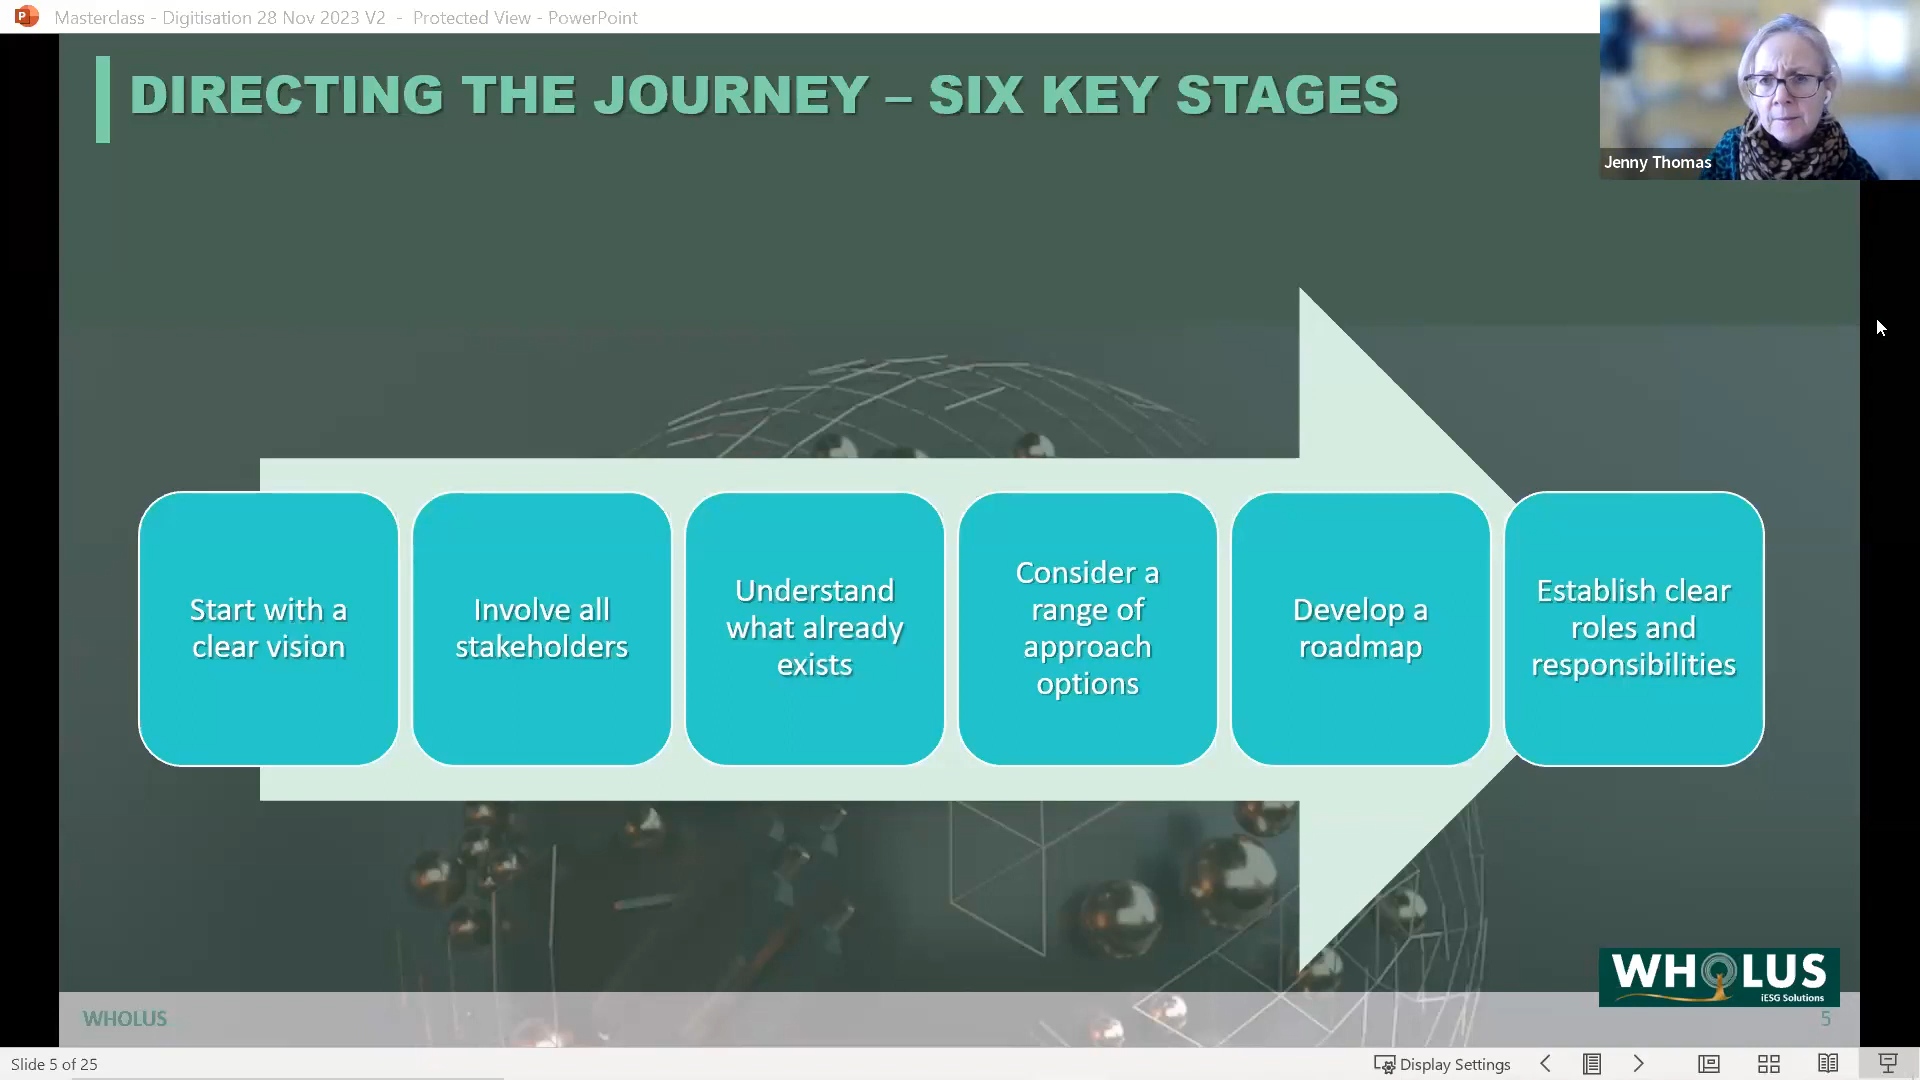 Masterclass - Digitisation 28 Nov 2023 V2 - Protected View - PowerPoint
DIRECTING THE JOURNEY – SIX KEY STAGES
Jenny Thomas
Start with a
clear vision
Involve all
stakeholders
Understand
what already
exists
Consider a
range of
approach
options
Develop a
roadmap
Establish clear
roles and
responsibilities
WHOLUS
iESG Solutions
WHOLUS
5
Slide 5 of 25
Display Settings